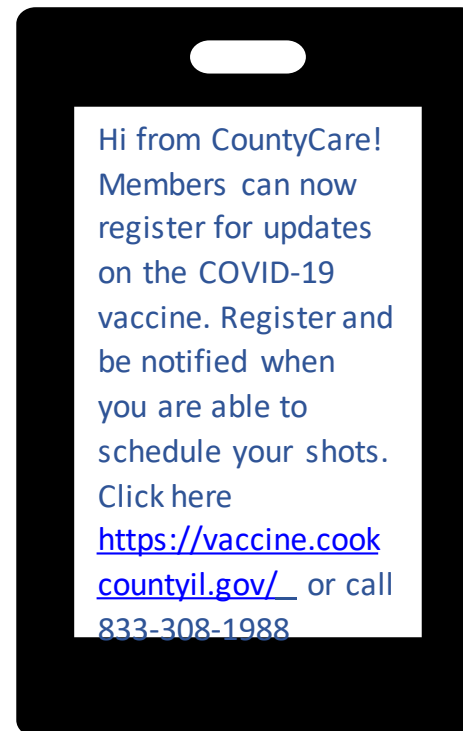 Hi from CountyCare!
Members can now
register for updates
on the COVID-19
vaccine. Register and
be notified when
you are able to
schedule your shots.
Click here
https://vaccine.cook
countyil.gov/_ or call
833-308-1988